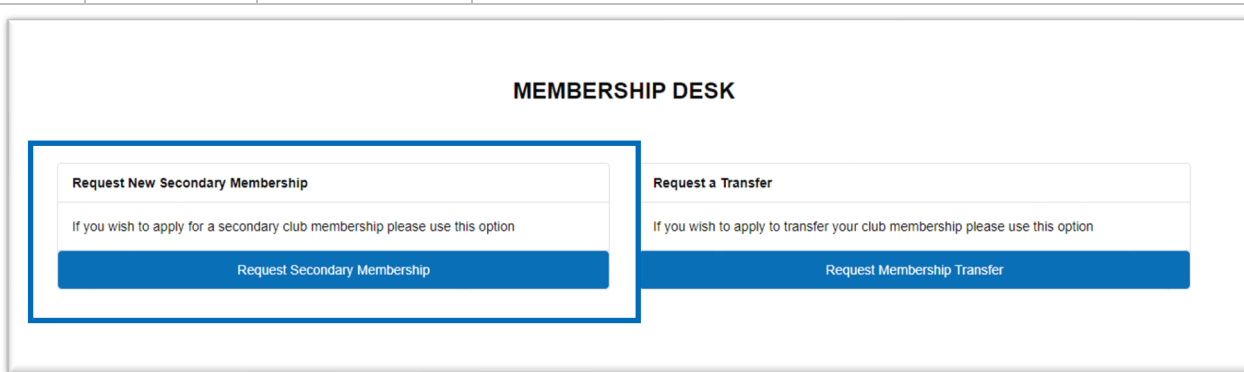 MEMBERSHIP DESK
Request New Secondary Membership
If you wish to apply for a secondary club membership please use this option
Request Secondary Membership
Request a Transfer
If you wish to apply to transfer your club membership please use this option
Request Membership Transfer